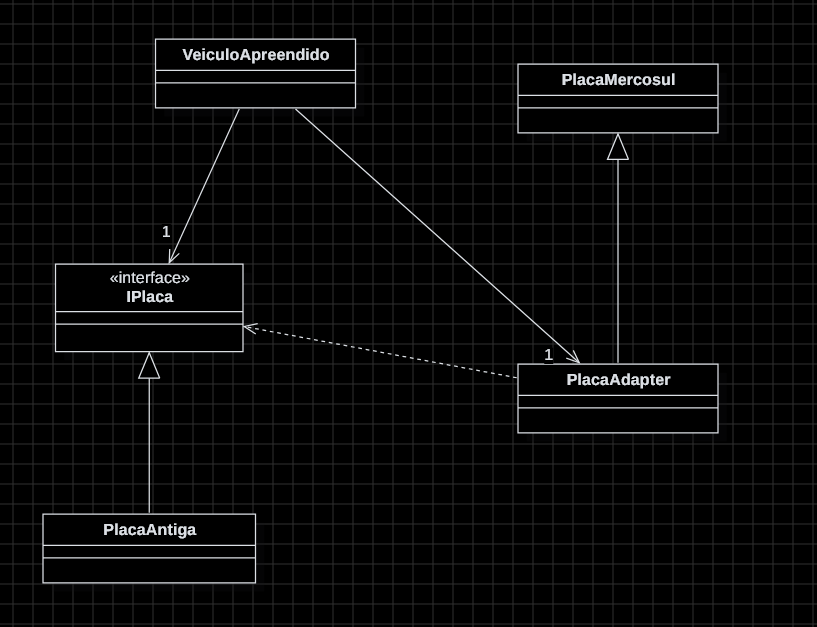 VeiculoApreendido
PlacaMercosul
1
«interface»
IPlaca
1
PlacaAdapter
PlacaAntiga